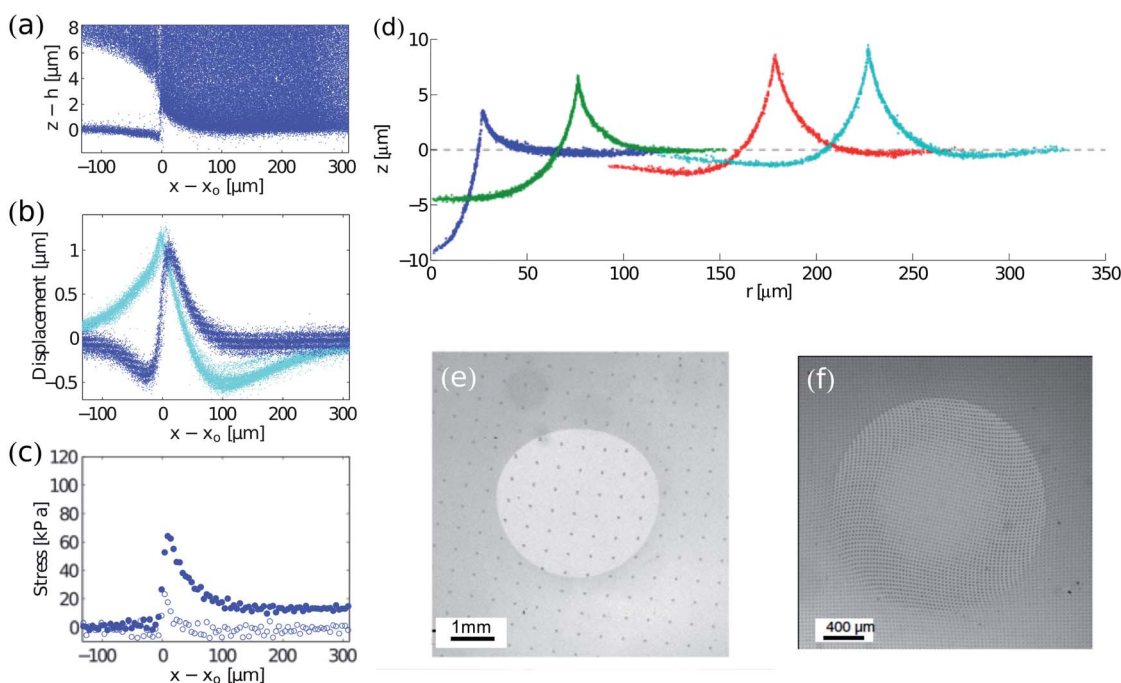 (a)
z − h [μm]
8
6
4
2
0
−100 0 100 200 300
x − xo [μm]
(b)
Displacement [μm]
1
0.5
0
−0.5
−100 0 100 200 300
x − xo [μm]
(c)
Stress [kPa]
120
100
80
60
40
20
0
−100 0 100 200 300
x − xo [μm]
(d)
z [μm]
10
5
0
−5
−10
0 50 100 150 200 250 300 350
r [μm]
(e)
1mm
(f)
400 μm